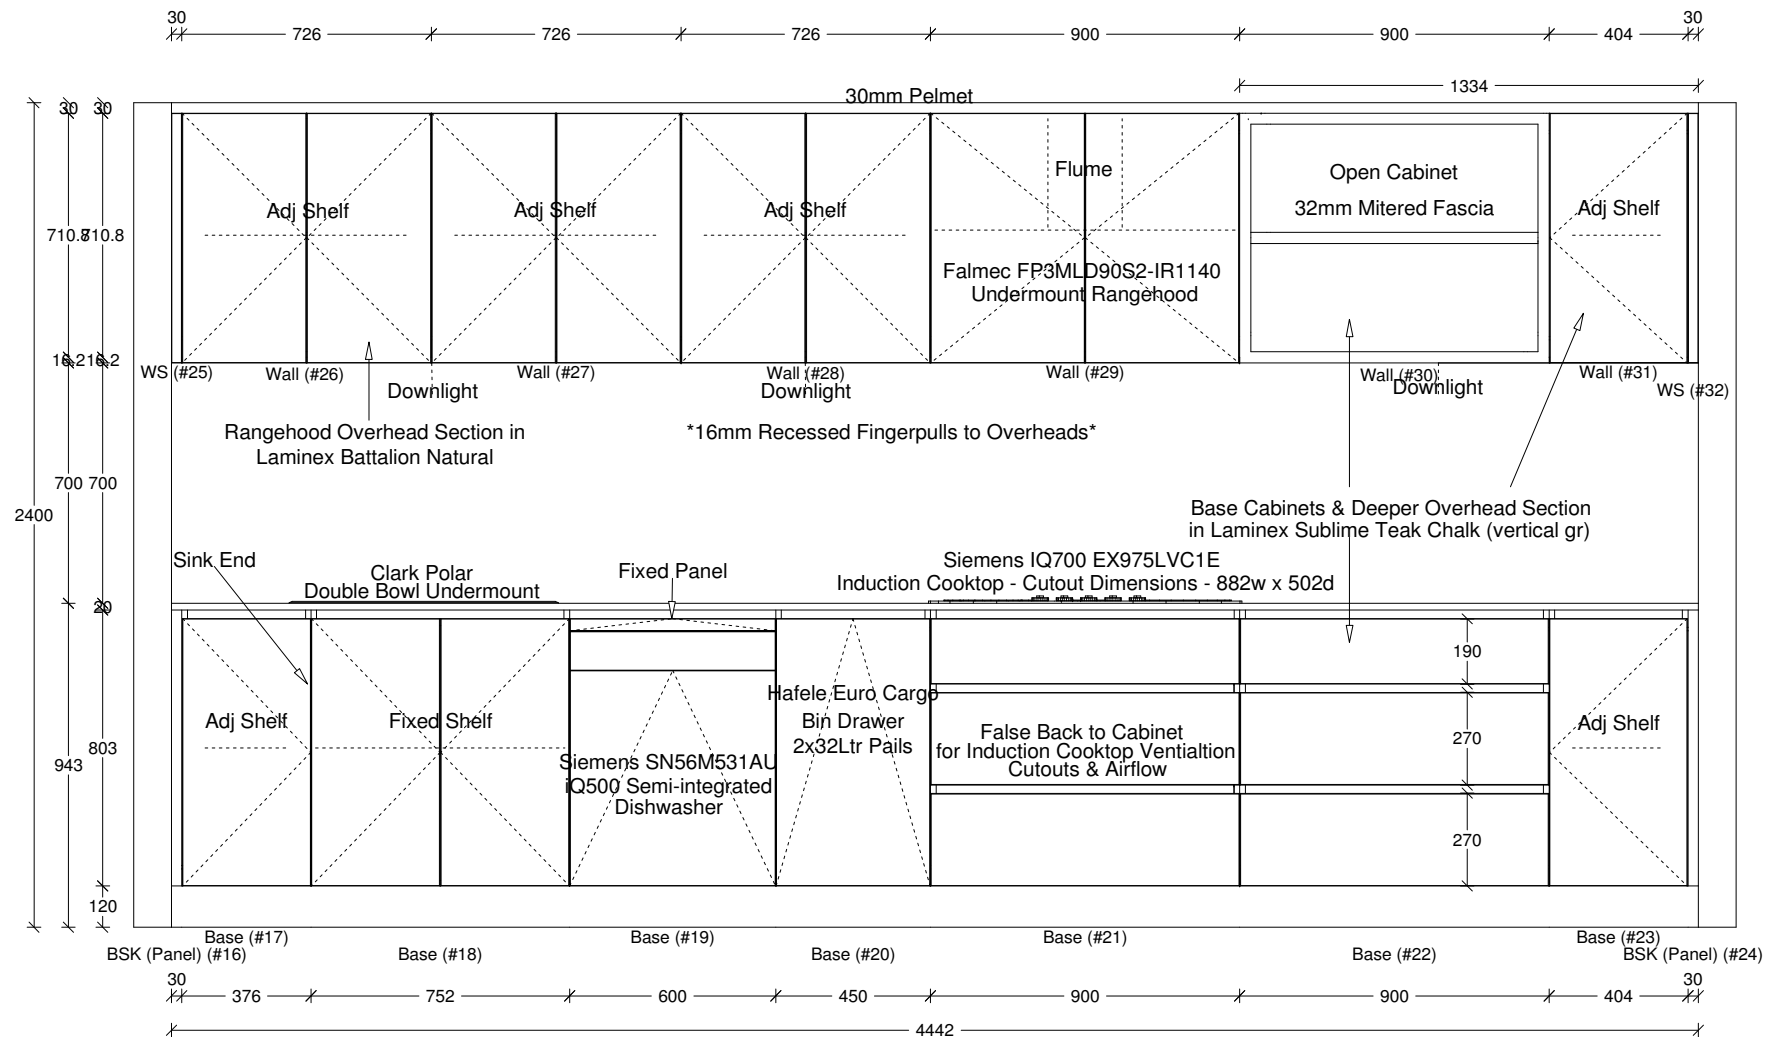 30
726
726
726
900
900
404
30
1334
30mm Pelmet
30
30
Flume
Open Cabinet
32mm Mitered Fascia
Adj Shelf
Adj Shelf
Adj Shelf
Adj Shelf
710.8
710.8
Falmec FP3MLD90S2-IR1140
Undermount Rangehood
16.2
16.2
WS (#25)
Wall (#26)
Wall (#27)
Wall (#28)
Wall (#29)
Wall (#30)
Wall (#31)
WS (#32)
Downlight
Downlight
Downlight
Rangehood Overhead Section in
Laminex Battalion Natural
*16mm Recessed Fingerpulls to Overheads*
700
700
2400
Base Cabinets & Deeper Overhead Section
in Laminex Sublime Teak Chalk (vertical gr)
Sink End
Clark Polar
Double Bowl Undermount
Fixed Panel
Siemens IQ700 EX975LVC1E
Induction Cooktop - Cutout Dimensions - 882w x 502d
20
190
Hafele Euro Cargo
Bin Drawer
2x32Ltr Pails
Adj Shelf
Fixed Shelf
False Back to Cabinet
for Induction Cooktop Ventialtion
Cutouts & Airflow
270
Adj Shelf
803
943
Siemens SN56M531AU
iQ500 Semi-integrated
Dishwasher
270
120
Base (#17)
Base (#19)
Base (#21)
Base (#23)
BSK (Panel) (#16)
Base (#18)
Base (#20)
Base (#22)
BSK (Panel) (#24)
30
376
752
600
450
900
900
404
30
4442